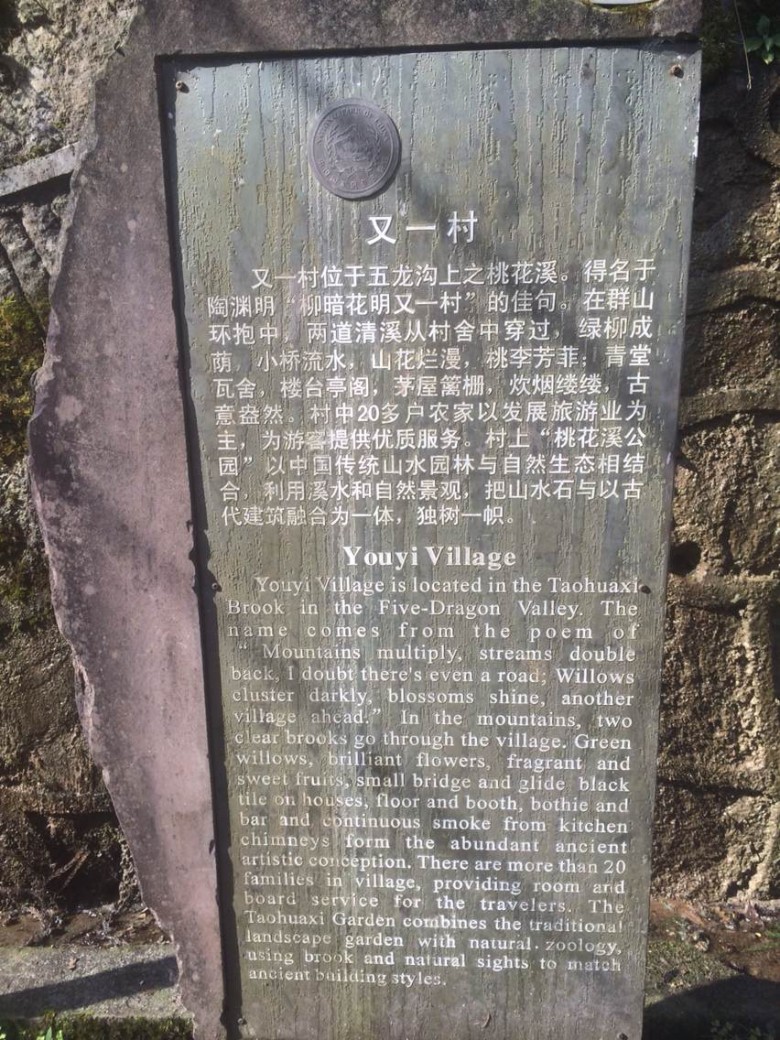 又一村
又一村位于五龙沟上之桃花溪。得名于
陶渊明“柳暗花明又一村”的佳句。在群山
环抱中，两道清溪从村舍中穿过，绿柳成
荫，小桥流水，山花烂漫，桃李芳菲；青堂
瓦舍，楼台亭阁，茅屋篱栅，炊烟缕缕，古
意盎然。村中20多户农家以发展旅游业为
主，为游客提供优质服务。村上“桃花溪公
园”以中国传统山水园林与自然生态相结
合，利用溪水和自然景观，把山水石与以古
代建筑融合为一体，独树一帜。
Youyi Village
Youyi Village is located in the Taohuaxi
Brook in the Five-Dragon Valley. The
name comes from the poem of
“ Mountains multiply, streams double
back, I doubt there's even a road; Willows
cluster darkly, blossoms shine, another
village ahead.” In the mountains, two
clear brooks go through the village. Green
willows, brilliant flowers, fragrant and
sweet fruits, small bridge and glide black
tile on houses, floor and booth, bothie and
bar and continuous smoke from kitchen
chimneys form the abundant ancient
artistic conception. There are more than 20
families in village, providing room and
board service for the travelers. The
Taohuaxi Garden combines the traditional
landscape garden with natural zoology,
using brook and natural sights to match
ancient building styles.